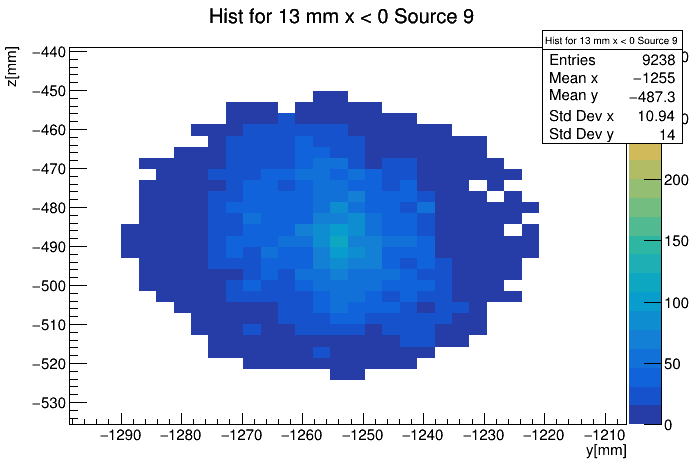 Hist for 13 mm x < 0 Source 9
Hist for 13 mm x < 0 Source 9
Entries 9238
Mean x −1255
Mean y −487.3
Std Dev x 10.94
Std Dev y 14
z[mm]
−440
−450
−460
−470
−480
−490
−500
−510
−520
−530
−1290 −1280 −1270 −1260 −1250 −1240 −1230 −1220 −1210
y[mm]
200
150
100
50
0